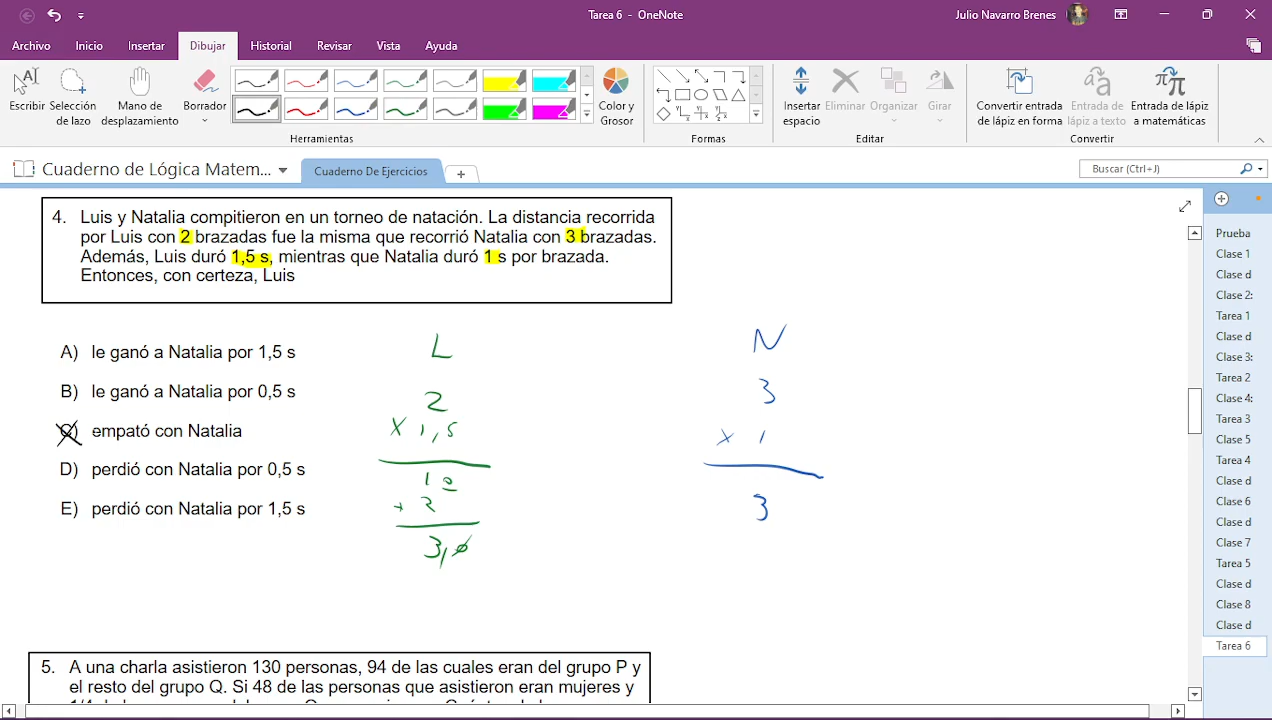 Tarea 6 - OneNote
Julio Navarro Brenes
Archivo Inicio Insertar Dibujar Historial Revisar Vista Ayuda
Escribir
Selección de lazo
Mano de desplazamiento
Borrador
Color y Grosor
Insertar espacio
Eliminar
Organizar
Girar
Convertir entrada de lápiz en forma
Entrada de lápiz a texto
Entrada de lápiz a matemáticas
Herramientas
Formas
Editar
Convertir
Cuaderno de Lógica Matem...
Cuaderno De Ejercicios
Buscar (Ctrl+J)
4. Luis y Natalia compitieron en un torneo de natación. La distancia recorrida
por Luis con 2 brazadas fue la misma que recorrió Natalia con 3 brazadas.
Además, Luis duró 1,5 s, mientras que Natalia duró 1 s por brazada.
Entonces, con certeza, Luis
A) le ganó a Natalia por 1,5 s
B) le ganó a Natalia por 0,5 s
C) empató con Natalia
D) perdió con Natalia por 0,5 s
E) perdió con Natalia por 1,5 s
L
2
x 1,5
1 0
+ 2
3,0
N
3
x 1
3
5. A una charla asistieron 130 personas, 94 de las cuales eran del grupo P y
el resto del grupo Q. Si 48 de las personas que asistieron eran mujeres y
Prueba
Clase 1
Clase d
Clase 2:
Tarea 1
Clase d
Clase 3:
Tarea 2
Clase 4:
Tarea 3
Clase 5
Tarea 4
Clase d
Clase 6
Clase d
Clase 7
Tarea 5
Clase d
Clase 8
Clase d
Tarea 6